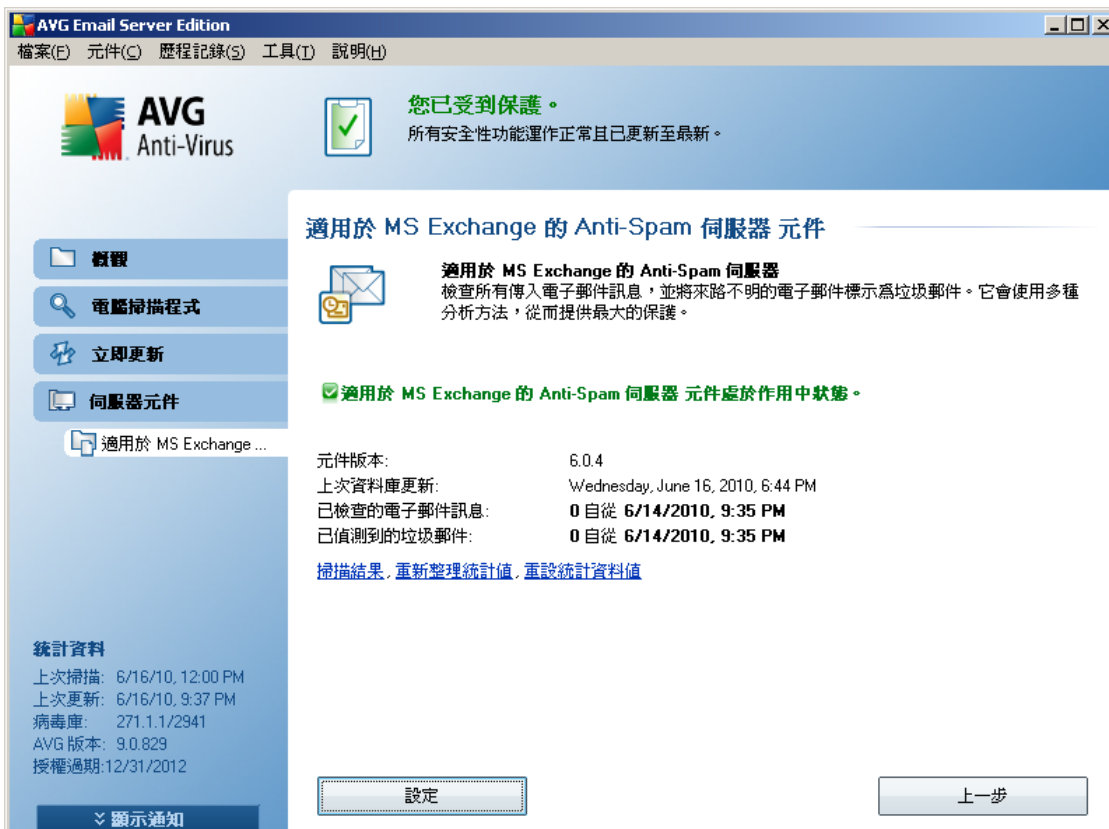 AVG Email Server Edition
檔案(F) 元件(C) 歷程記錄(S) 工具(T) 說明(H)
AVG
Anti-Virus
您已受到保護。
所有安全性功能運作正常且已更新至最新。
概觀
電腦掃描程式
立即更新
伺服器元件
適用於 MS Exchange ...
適用於 MS Exchange 的 Anti-Spam 伺服器 元件
適用於 MS Exchange 的 Anti-Spam 伺服器
檢查所有傳入電子郵件訊息，並將來路不明的電子郵件標示為垃圾郵件。它會使用多種
分析方法，從而提供最大的保護。
適用於 MS Exchange 的 Anti-Spam 伺服器 元件處於作用中狀態。
元件版本: 6.0.4
上次資料庫更新: Wednesday, June 16, 2010, 6:44 PM
已檢查的電子郵件訊息: 0 自從 6/14/2010, 9:35 PM
已偵測到的垃圾郵件: 0 自從 6/14/2010, 9:35 PM
掃描結果, 重新整理統計值, 重設統計資料值
統計資料
上次掃描: 6/16/10, 12:00 PM
上次更新: 6/16/10, 9:37 PM
病毒庫: 271.1.1/2941
AVG 版本: 9.0.829
授權過期:12/31/2012
顯示通知
設定
上一步